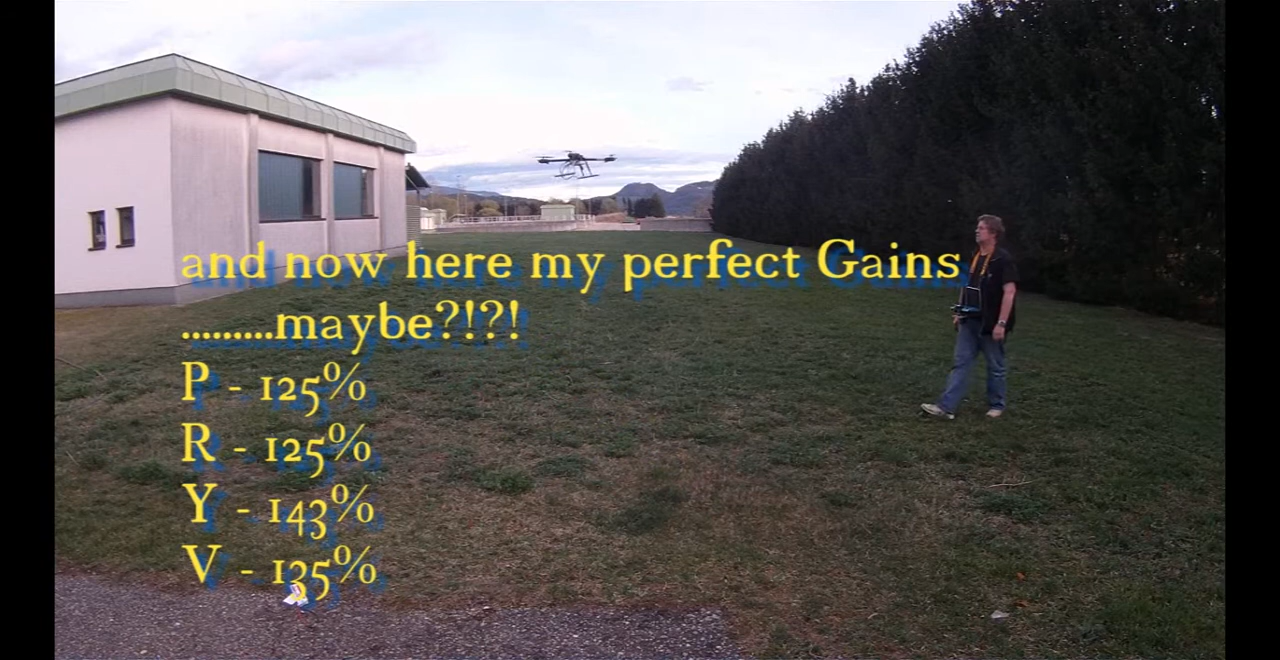 and now here my perfect Gains
.........maybe?!?!
P - 125%
R - 125%
Y - 143%
V - 135%